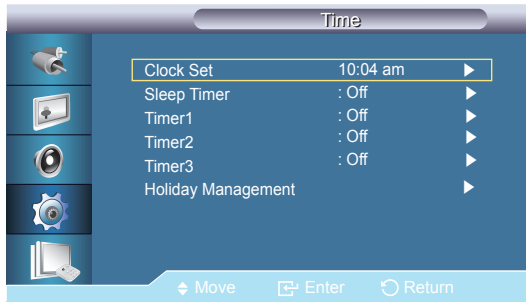 Time
Clock Set 10:04 am
Sleep Timer : Off
Timer1 : Off
Timer2 : Off
Timer3 : Off
Holiday Management
Move Enter Return